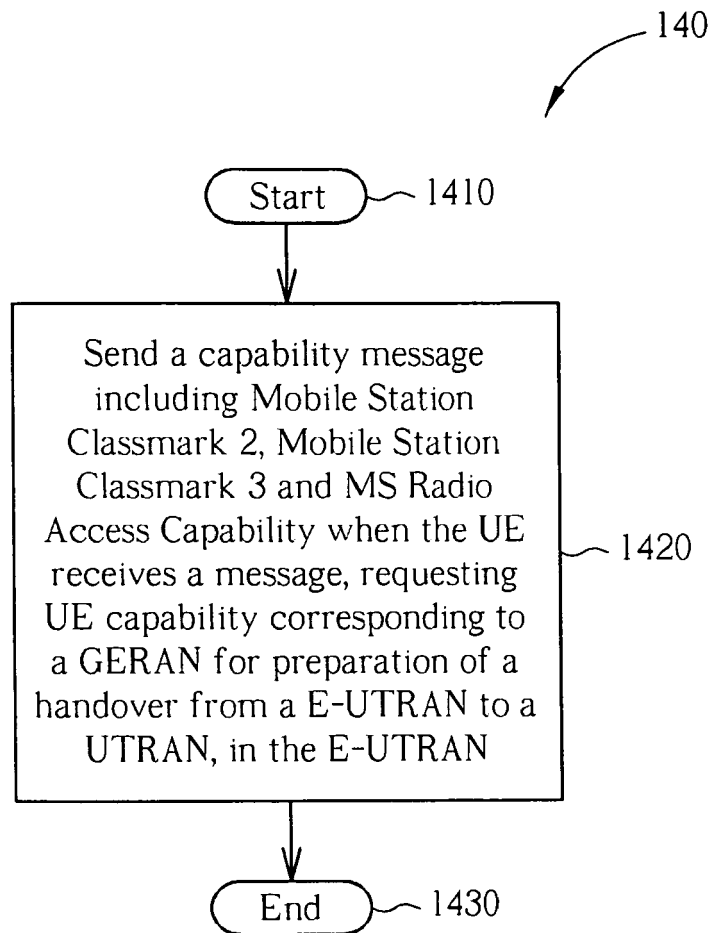 140
Start
1410
Send a capability message
including Mobile Station
Classmark 2, Mobile Station
Classmark 3 and MS Radio
Access Capability when the UE
receives a message, requesting
UE capability corresponding to
a GERAN for preparation of a
handover from a E-UTRAN to a
UTRAN, in the E-UTRAN
1420
End
1430